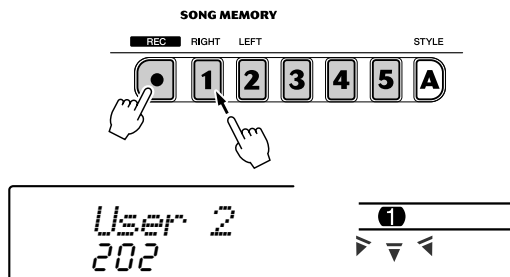 SONG MEMORY
REC RIGHT LEFT STYLE
1 2 3 4 5 A
User 2
202
1